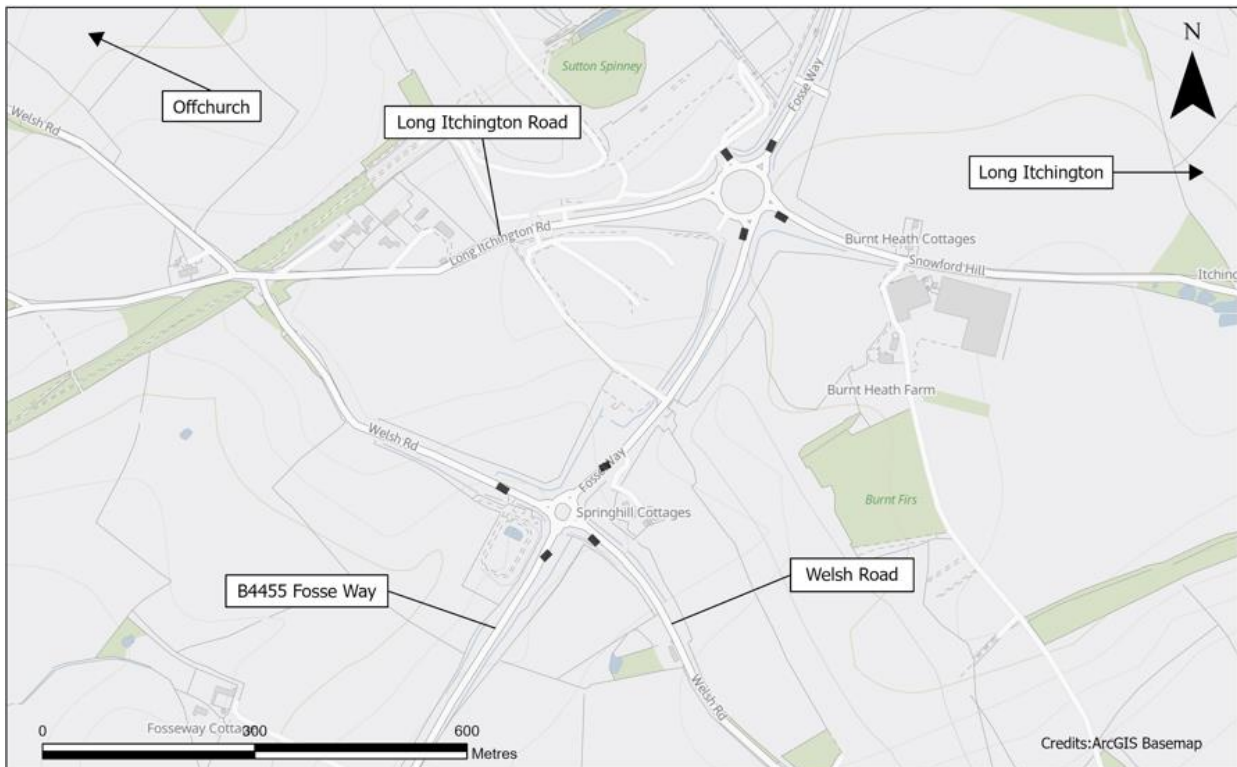 N
Sutton Spinney
Fosse Way
Offchurch
Welsh Rd
Long Itchington Road
Long Itchington
Long Itchington Rd
Burnt Heath Cottages
Snowford Hill
Itching
Burnt Heath Farm
Welsh Rd
Fosse Way
Burnt Firs
Springhill Cottages
B4455 Fosse Way
Welsh Road
Welsh Rd
Fosseway Cottag
0 300 600
Metres
Credits:ArcGIS Basemap